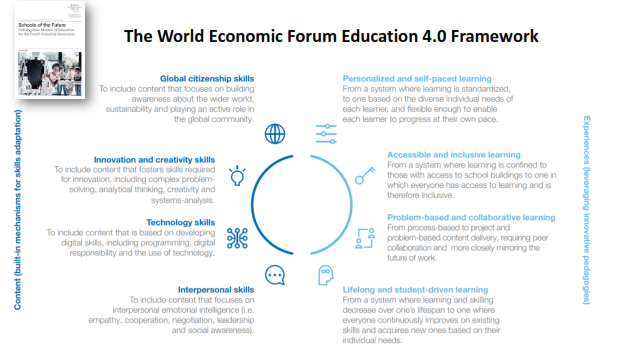 Schools of the Future
Defining New Models of Education
for the Fourth Industrial Revolution
The World Economic Forum Education 4.0 Framework
Content (built-in mechanisms for skills adaptation)
Global citizenship skills
To include content that focuses on building
awareness about the wider world,
sustainability and playing an active role in
the global community.
Innovation and creativity skills
To include content that fosters skills required
for innovation, including complex problem-
solving, analytical thinking, creativity and
systems-analysis.
Technology skills
To include content that is based on developing
digital skills, including programming, digital
responsibility and the use of technology.
Interpersonal skills
To include content that focuses on
interpersonal emotional intelligence (i.e.
empathy, cooperation, negotiation, leadership
and social awareness).
Personalized and self-paced learning
From a system where learning is standardized,
to one based on the diverse individual needs of
each learner, and flexible enough to enable
each learner to progress at their own pace.
Accessible and inclusive learning
From a system where learning is confined to
those with access to school buildings to one in
which everyone has access to learning and is
therefore inclusive.
Problem-based and collaborative learning
From process-based to project and
problem-based content delivery, requiring peer
collaboration and more closely mirroring the
future of work.
Lifelong and student-driven learning
From a system where learning and skilling
decrease over one's lifespan to one where
everyone continuously improves on existing
skills and acquires new ones based on their
individual needs.
Experiences (leveraging innovative pedagogies)